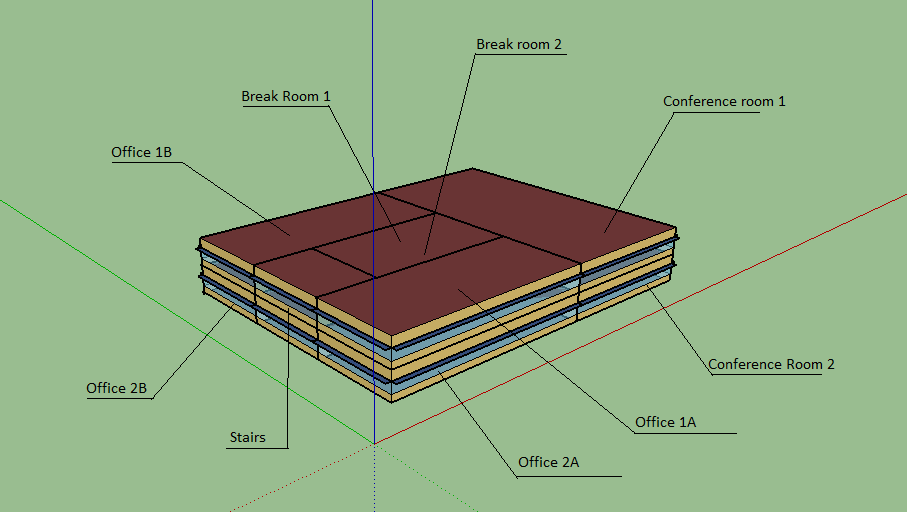 Break room 2
Break Room 1
Conference room 1
Office 1B
Conference Room 2
Office 2B
Office 1A
Stairs
Office 2A